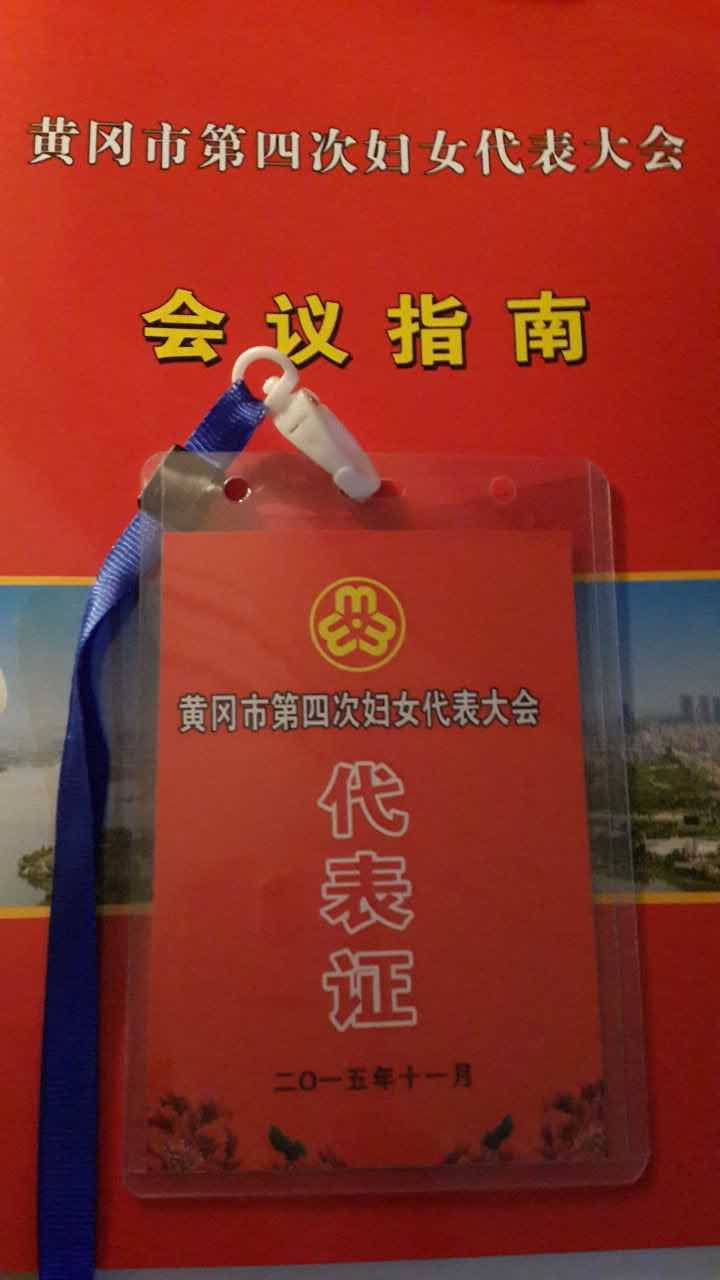 黄冈市第四次妇女代表大会
会议指南
黄冈市第四次妇女代表大会
代
表
证
二〇一五年十一月